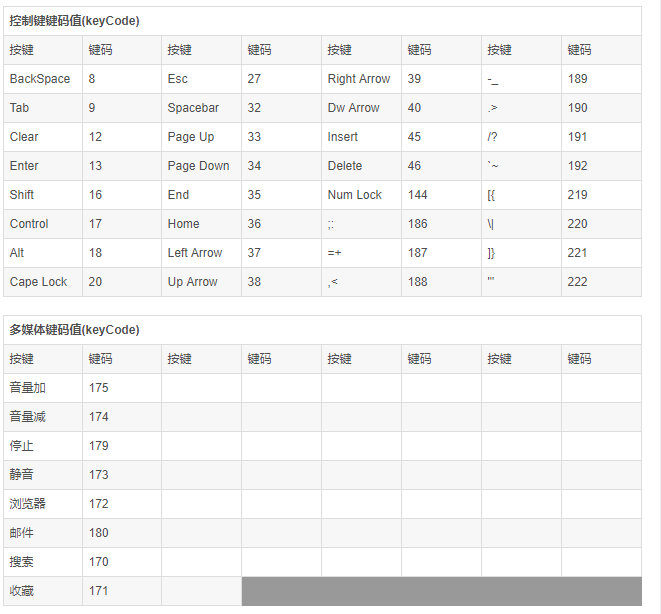 控制键键码值(keyCode)
按键 键码 按键 键码 按键 键码 按键 键码
BackSpace 8 Esc 27 Right Arrow 39 -_ 189
Tab 9 Spacebar 32 Dw Arrow 40 .> 190
Clear 12 Page Up 33 Insert 45 /? 191
Enter 13 Page Down 34 Delete 46 `~ 192
Shift 16 End 35 Num Lock 144 [{ 219
Control 17 Home 36 ;: 186 \| 220
Alt 18 Left Arrow 37 =+ 187 ]} 221
Cape Lock 20 Up Arrow 38 ,< 188 '" 222
多媒体键码值(keyCode)
按键 键码 按键 键码 按键 键码 按键 键码
音量加 175
音量减 174
停止 179
静音 173
浏览器 172
邮件 180
搜索 170
收藏 171